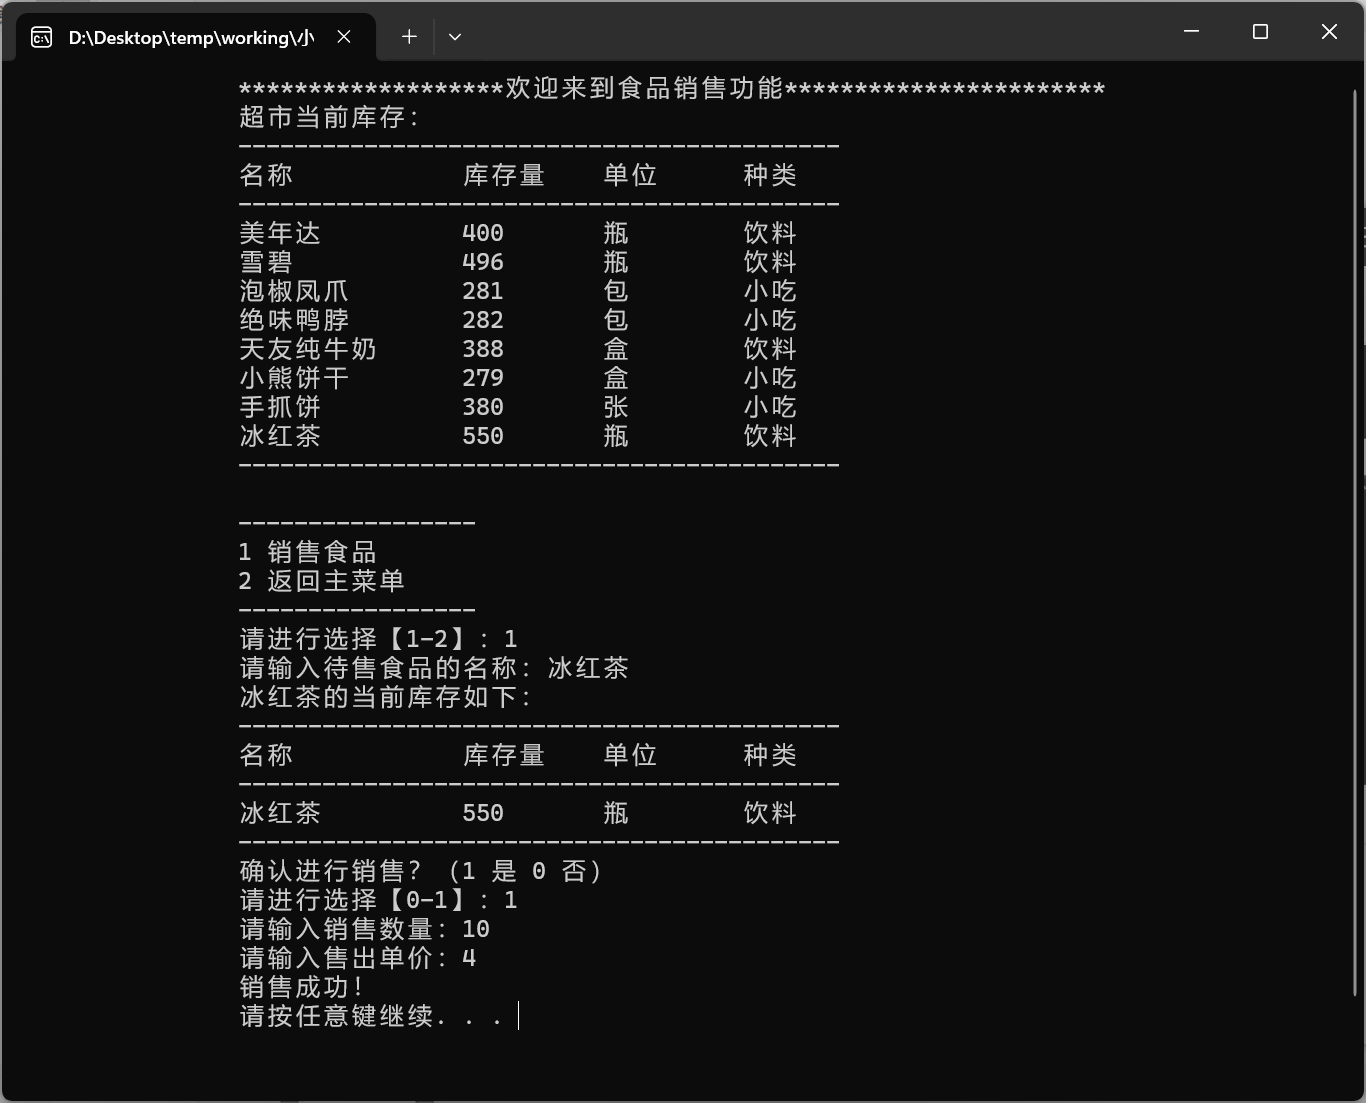 D:\Desktop\temp\working\小
*******************欢迎来到食品销售功能***********************
超市当前库存：
-------------------------------------------
名称 库存量 单位 种类
-------------------------------------------
美年达 400 瓶 饮料
雪碧 496 瓶 饮料
泡椒凤爪 281 包 小吃
绝味鸭脖 282 包 小吃
天友纯牛奶 388 盒 饮料
小熊饼干 279 盒 小吃
手抓饼 380 张 小吃
冰红茶 550 瓶 饮料
-------------------------------------------
-----------------
1 销售食品
2 返回主菜单
-----------------
请进行选择【1-2】：1
请输入待售食品的名称：冰红茶
冰红茶的当前库存如下：
-------------------------------------------
名称 库存量 单位 种类
-------------------------------------------
冰红茶 550 瓶 饮料
-------------------------------------------
确认进行销售？（1 是 0 否）
请进行选择【0-1】：1
请输入销售数量：10
请输入售出单价：4
销售成功！
请按任意键继续. . .